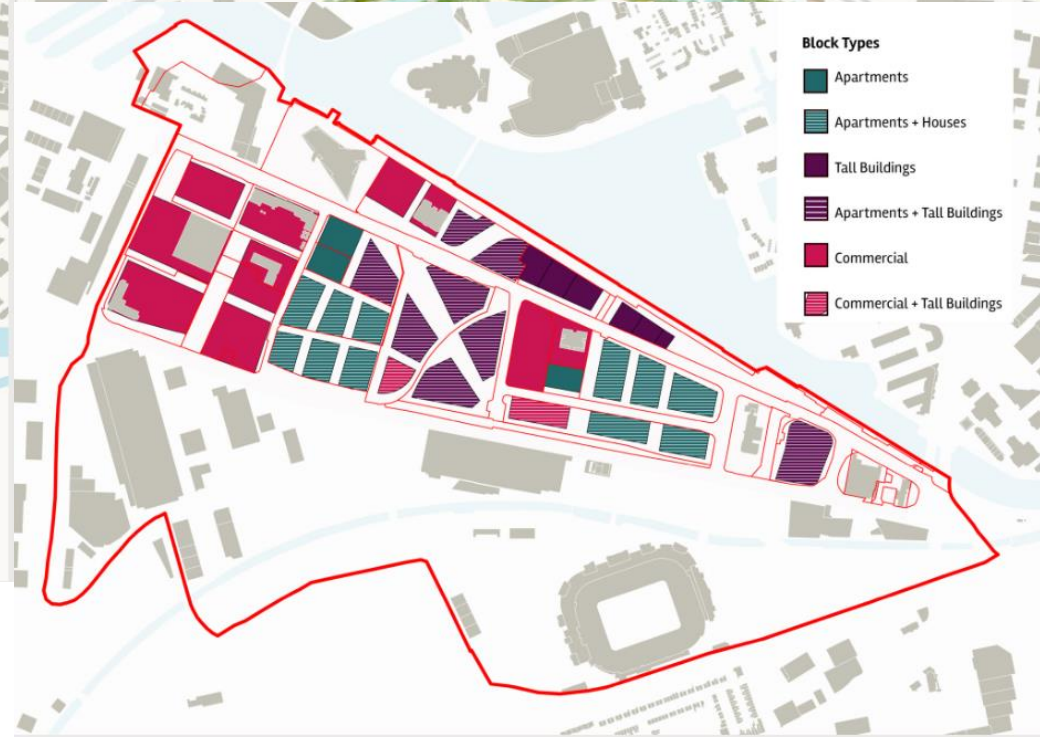 Block Types
Apartments
Apartments + Houses
Tall Buildings
Apartments + Tall Buildings
Commercial
Commercial + Tall Buildings